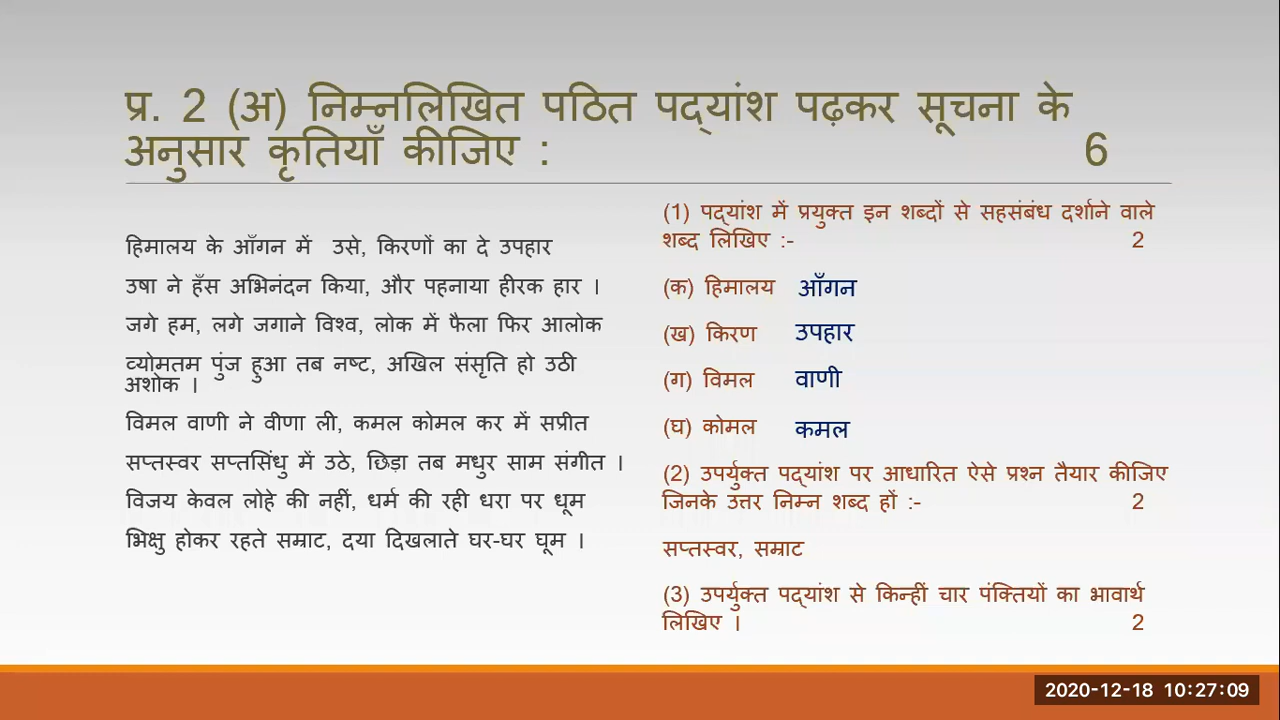 प्र. 2 (अ) निम्नलिखित पठित पद्यांश पढ़कर सूचना के
अनुसार कृतियाँ कीजिए : 6
हिमालय के आँगन में उसे, किरणों का दे उपहार
उषा ने हँस अभिनंदन किया, और पहनाया हीरक हार ।
जगे हम, लगे जगाने विश्व, लोक में फैला फिर आलोक
व्योमतम पुंज हुआ तब नष्ट, अखिल संसृति हो उठी
अशोक ।
विमल वाणी ने वीणा ली, कमल कोमल कर में सप्रीत
सप्तस्वर सप्तसिंधु में उठे, छिड़ा तब मधुर साम संगीत ।
विजय केवल लोहे की नहीं, धर्म की रही धरा पर धूम
भिक्षु होकर रहते सम्राट, दया दिखलाते घर-घर घूम ।
(1) पद्यांश में प्रयुक्त इन शब्दों से सहसंबंध दर्शाने वाले
शब्द लिखिए :- 2
(क) हिमालय आँगन
(ख) किरण उपहार
(ग) विमल वाणी
(घ) कोमल कमल
(2) उपर्युक्त पद्यांश पर आधारित ऐसे प्रश्न तैयार कीजिए
जिनके उत्तर निम्न शब्द हों :- 2
सप्तस्वर, सम्राट
(3) उपर्युक्त पद्यांश से किन्हीं चार पंक्तियों का भावार्थ
लिखिए । 2
2020-12-18 10:27:09